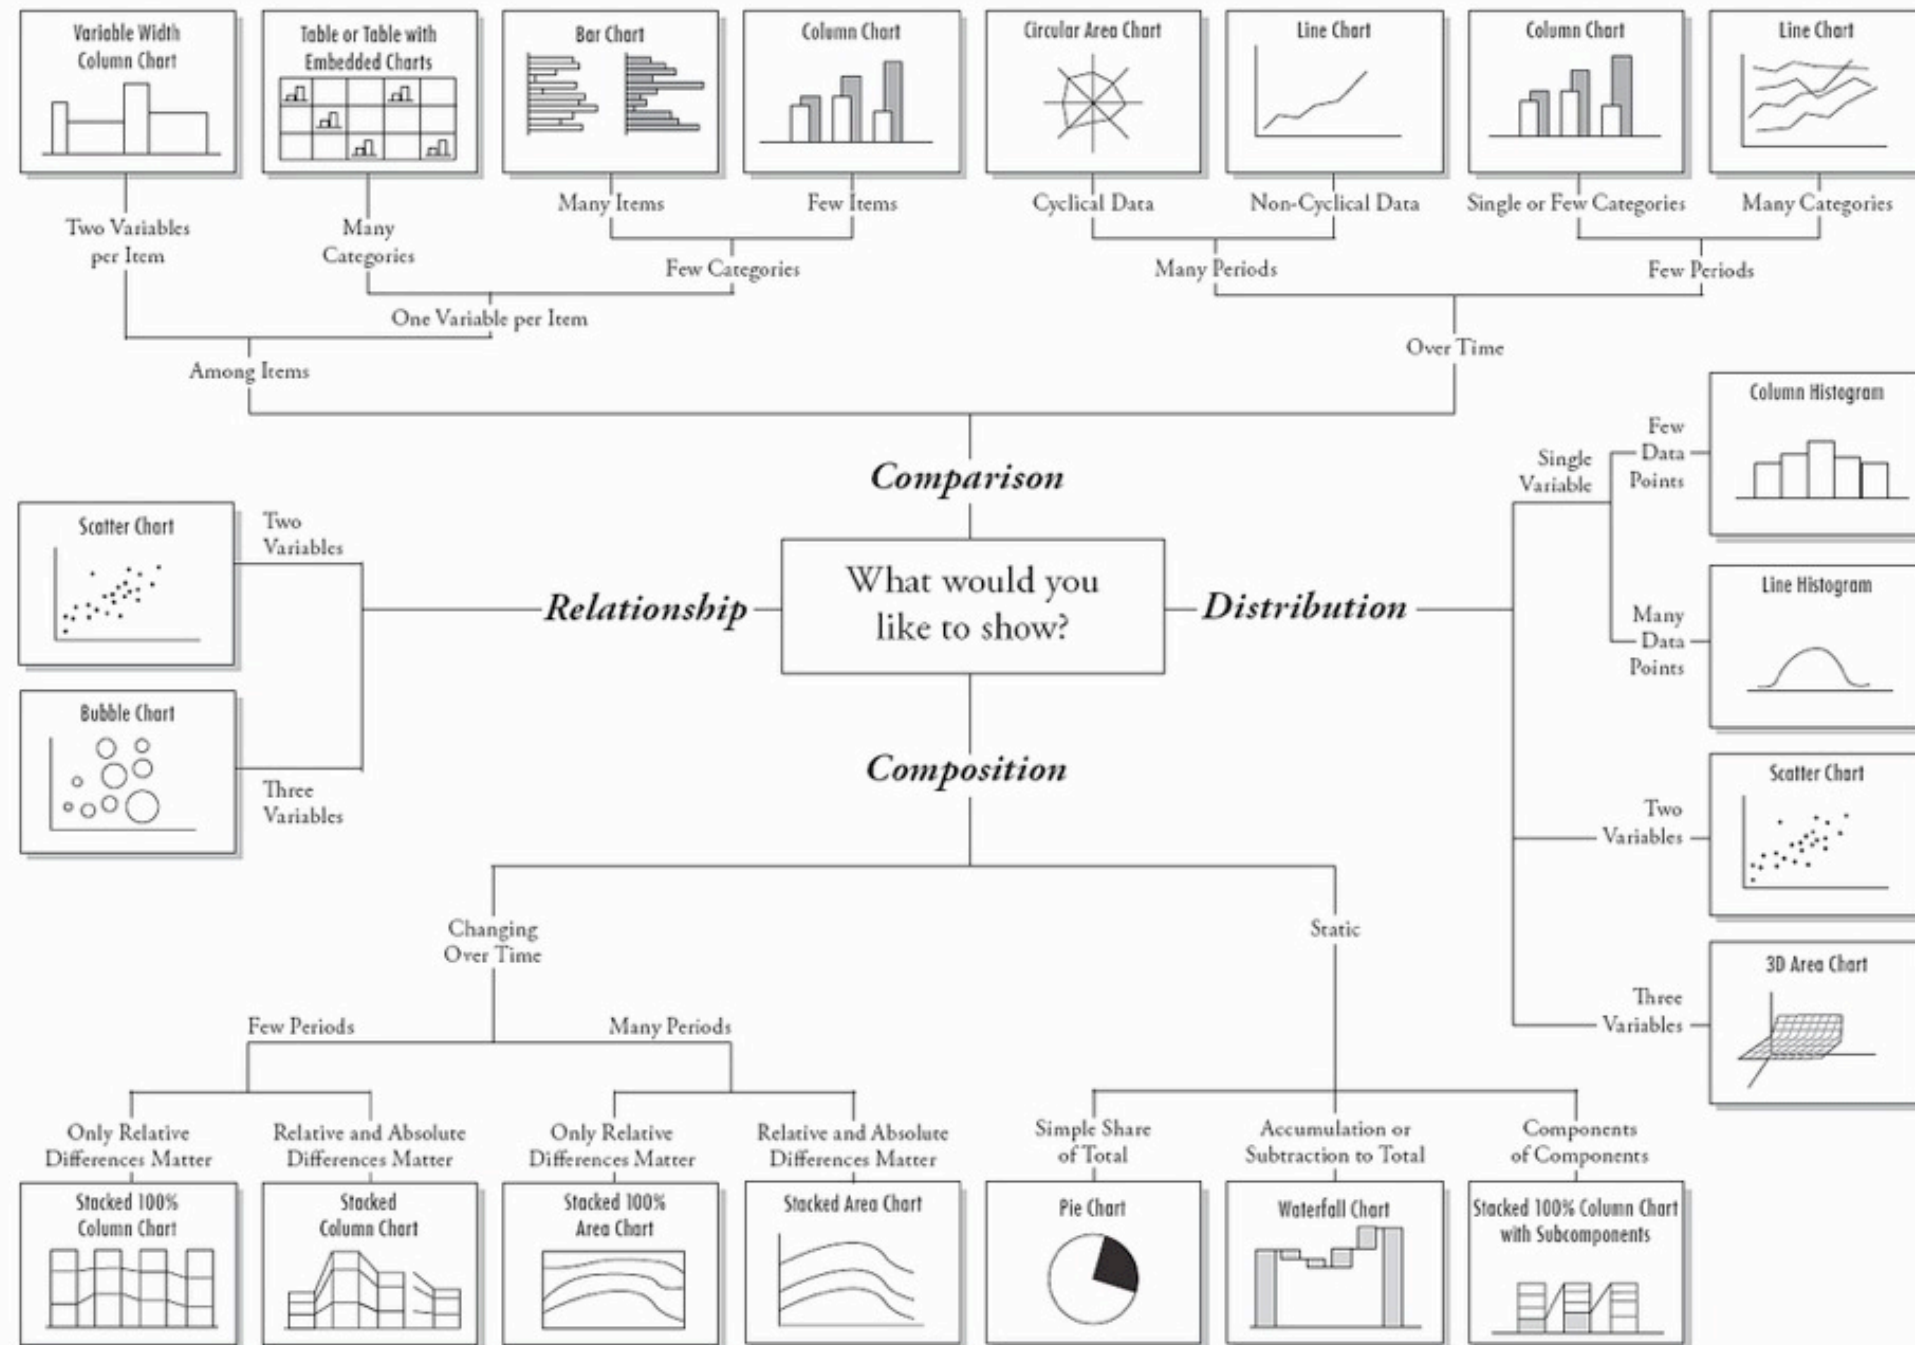 Variable Width
Column Chart
Table or Table with
Embedded Charts
Bar Chart
Column Chart
Circular Area Chart
Line Chart
Column Chart
Line Chart
Two Variables
per Item
Many
Categories
Many Items
Few Items
Cyclical Data
Non-Cyclical Data
Single or Few Categories
Many Categories
Few Categories
Many Periods
Few Periods
One Variable per Item
Among Items
Over Time
Comparison
Relationship
What would you
like to show?
Distribution
Composition
Scatter Chart
Two
Variables
Bubble Chart
Three
Variables
Single
Variable
Few
Data
Points
Column Histogram
Many
Data
Points
Line Histogram
Two
Variables
Scatter Chart
Three
Variables
3D Area Chart
Changing
Over Time
Static
Few Periods
Many Periods
Only Relative
Differences Matter
Relative and Absolute
Differences Matter
Only Relative
Differences Matter
Relative and Absolute
Differences Matter
Simple Share
of Total
Accumulation or
Subtraction to Total
Components
of Components
Stacked 100%
Column Chart
Stacked
Column Chart
Stacked 100%
Area Chart
Stacked Area Chart
Pie Chart
Waterfall Chart
Stacked 100% Column Chart
with Subcomponents